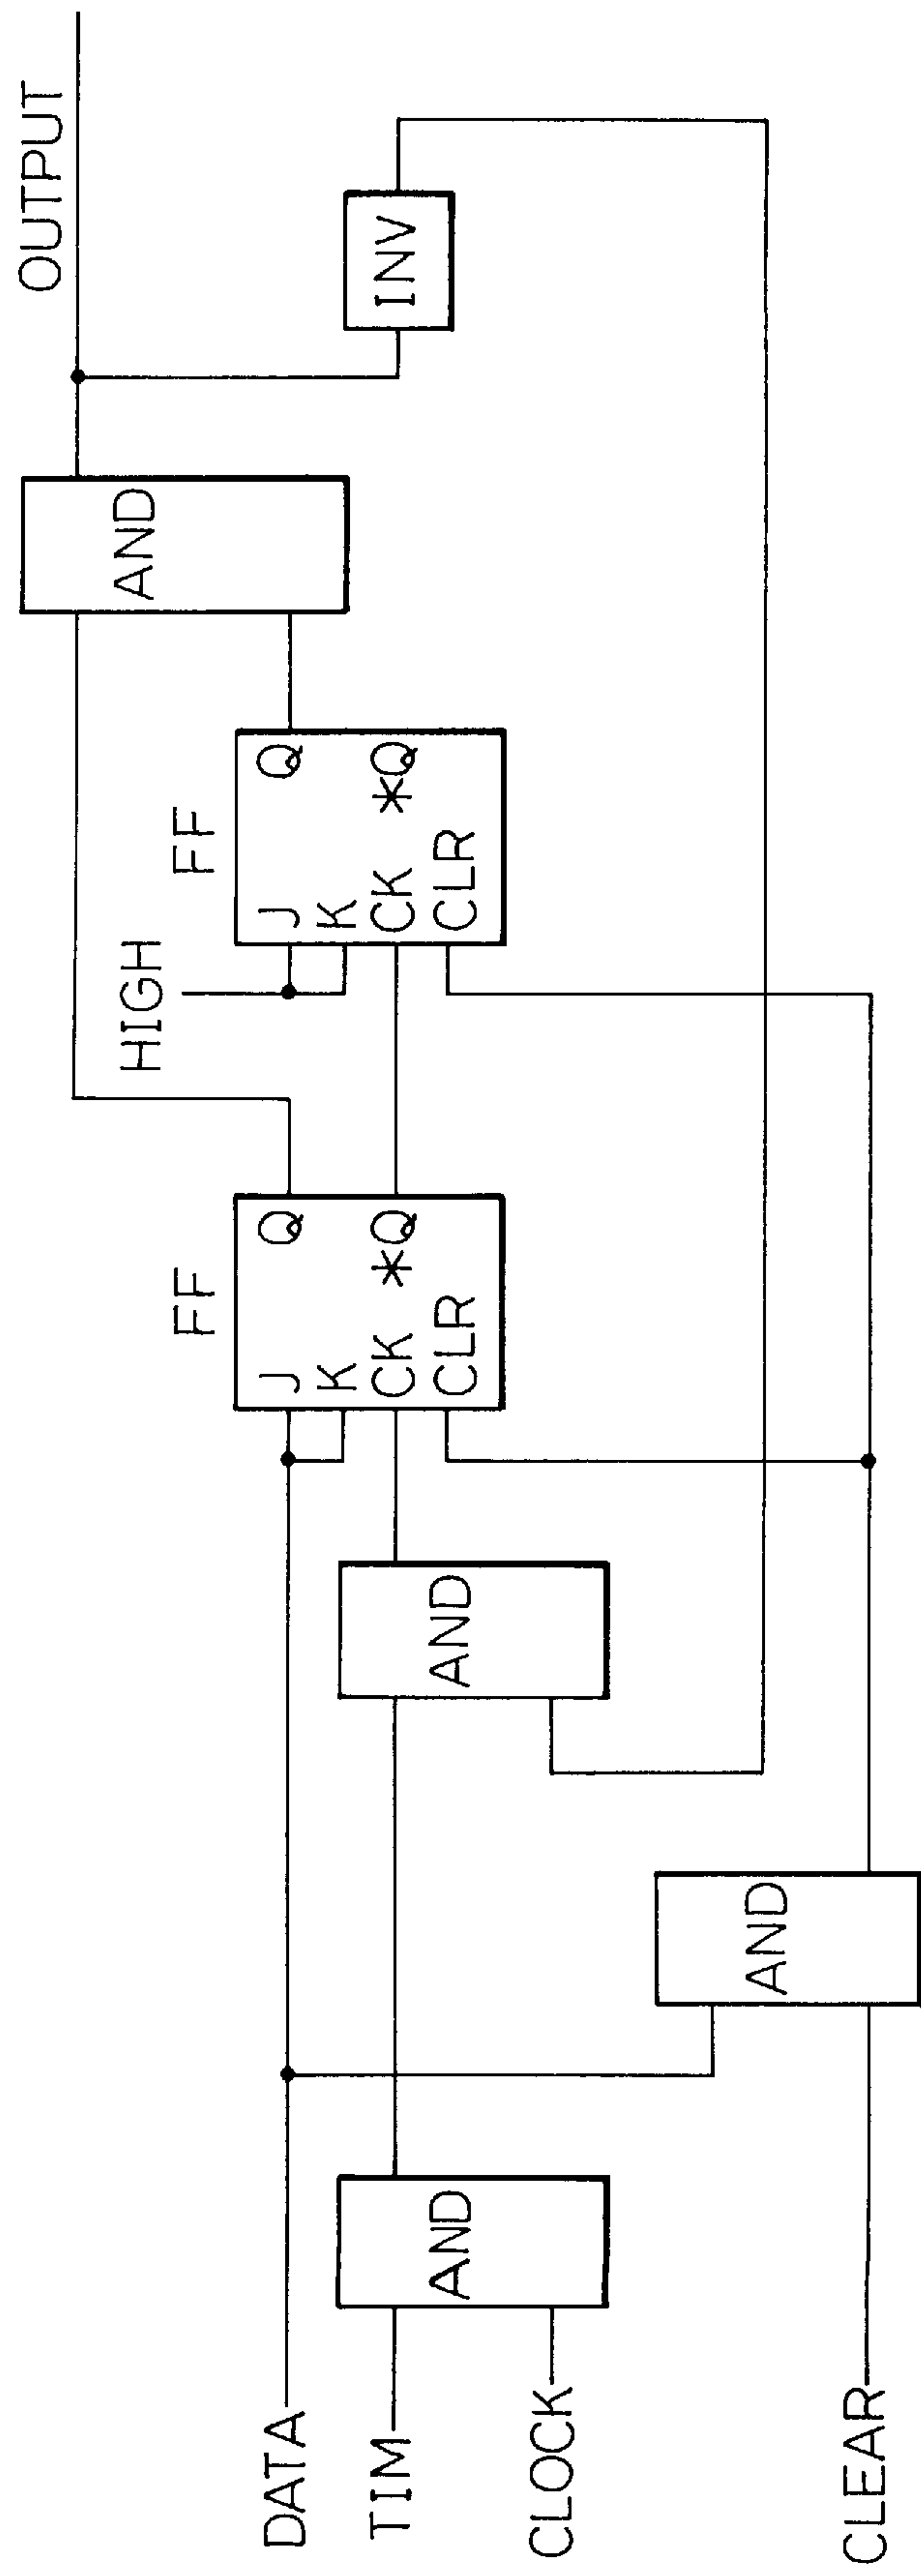 DATA
TIM
CLOCK
CLEAR
AND
AND
AND
FF
J
K
CK
CLR
Q
*Q
HIGH
FF
J
K
CK
CLR
Q
*Q
AND
INV
OUTPUT